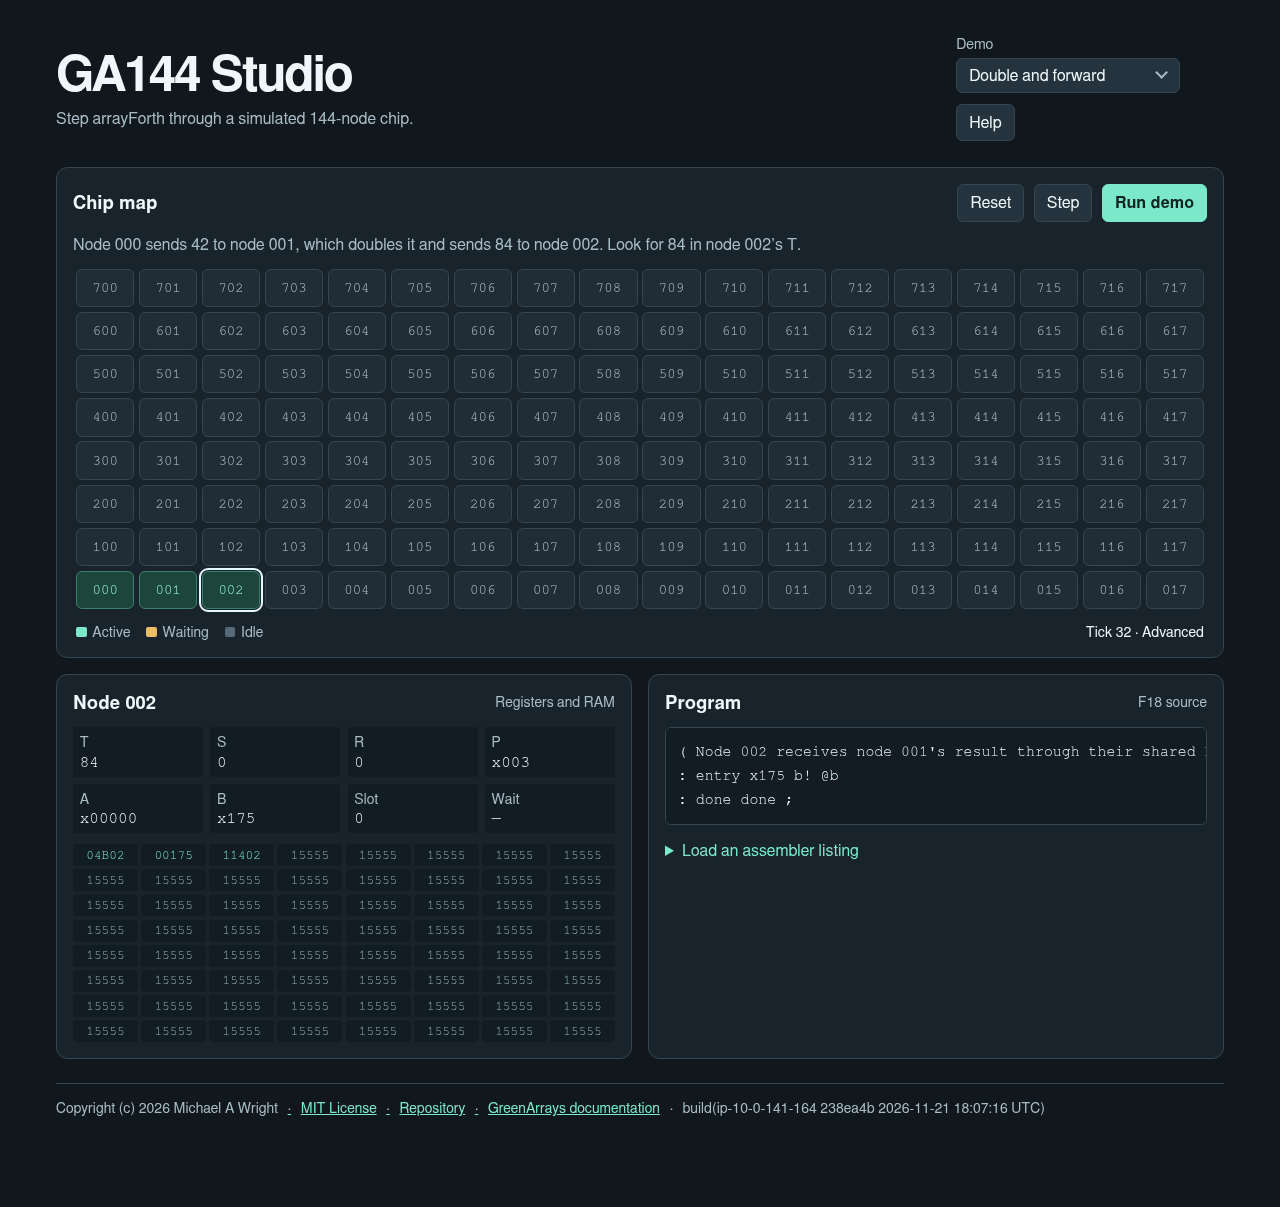 GA144 Studio
Step arrayForth through a simulated 144-node chip.
Demo
Double and forward
Help
Chip map
Reset Step Run demo
Node 000 sends 42 to node 001, which doubles it and sends 84 to node 002. Look for 84 in node 002's T.
700 701 702 703 704 705 706 707 708 709 710 711 712 713 714 715 716 717
600 601 602 603 604 605 606 607 608 609 610 611 612 613 614 615 616 617
500 501 502 503 504 505 506 507 508 509 510 511 512 513 514 515 516 517
400 401 402 403 404 405 406 407 408 409 410 411 412 413 414 415 416 417
300 301 302 303 304 305 306 307 308 309 310 311 312 313 314 315 316 317
200 201 202 203 204 205 206 207 208 209 210 211 212 213 214 215 216 217
100 101 102 103 104 105 106 107 108 109 110 111 112 113 114 115 116 117
000 001 002 003 004 005 006 007 008 009 010 011 012 013 014 015 016 017
Active Waiting Idle
Tick 32 · Advanced
Node 002
Registers and RAM
T S R P
84 0 0 x003
A B Slot Wait
x00000 x175 0 —
04B02 00175 11402 15555 15555 15555 15555 15555
15555 15555 15555 15555 15555 15555 15555 15555
15555 15555 15555 15555 15555 15555 15555 15555
15555 15555 15555 15555 15555 15555 15555 15555
15555 15555 15555 15555 15555 15555 15555 15555
15555 15555 15555 15555 15555 15555 15555 15555
15555 15555 15555 15555 15555 15555 15555 15555
15555 15555 15555 15555 15555 15555 15555 15555
Program
F18 source
( Node 002 receives node 001's result through their shared
: entry x175 b! @b
: done done ;
Load an assembler listing
Copyright (c) 2026 Michael A Wright · MIT License · Repository · GreenArrays documentation · build(ip-10-0-141-164 238ea4b 2026-11-21 18:07:16 UTC)